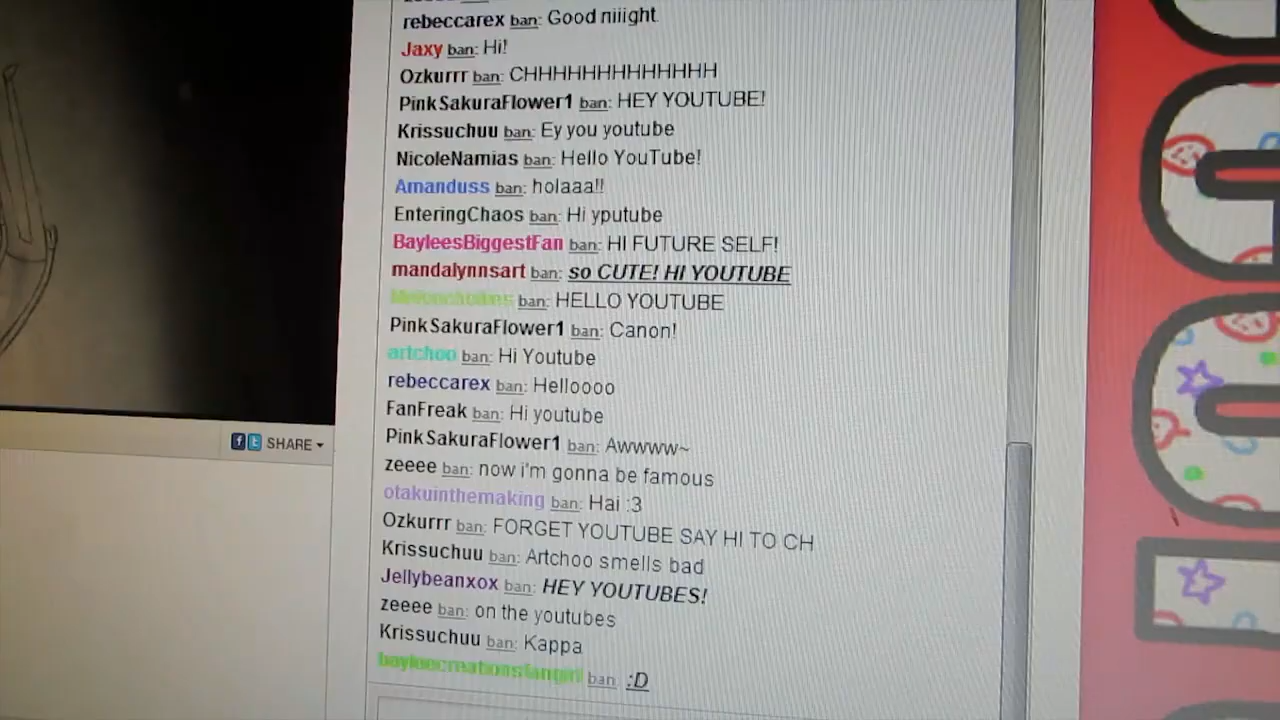 rebeccarex ban: Good niiight
Jaxy ban: Hi!
Ozkurrr ban: CHHHHHHHHHHHHH
PinkSakuraFlower1 ban: HEY YOUTUBE!
Krissuchuu ban: Ey you youtube
NicoleNamias ban: Hello YouTube!
Amanduss ban: holaaa!!
EnteringChaos ban: Hi yputube
BayleesBiggestFan ban: HI FUTURE SELF!
mandalynnsart ban: so CUTE! HI YOUTUBE
ban: HELLO YOUTUBE
PinkSakuraFlower1 ban: Canon!
artchoo ban: Hi Youtube
rebeccarex ban: Helloooo
FanFreak ban: Hi youtube
PinkSakuraFlower1 ban: Awwww~
zeeee ban: now i'm gonna be famous
otakuinthemaking ban: Hai :3
Ozkurrr ban: FORGET YOUTUBE SAY HI TO CH
Krissuchuu ban: Artchoo smells bad
Jellybeanxox ban: HEY YOUTUBES!
zeeee ban: on the youtubes
Krissuchuu ban: Kappa
bayleecreationsfangirl ban: :D
SHARE